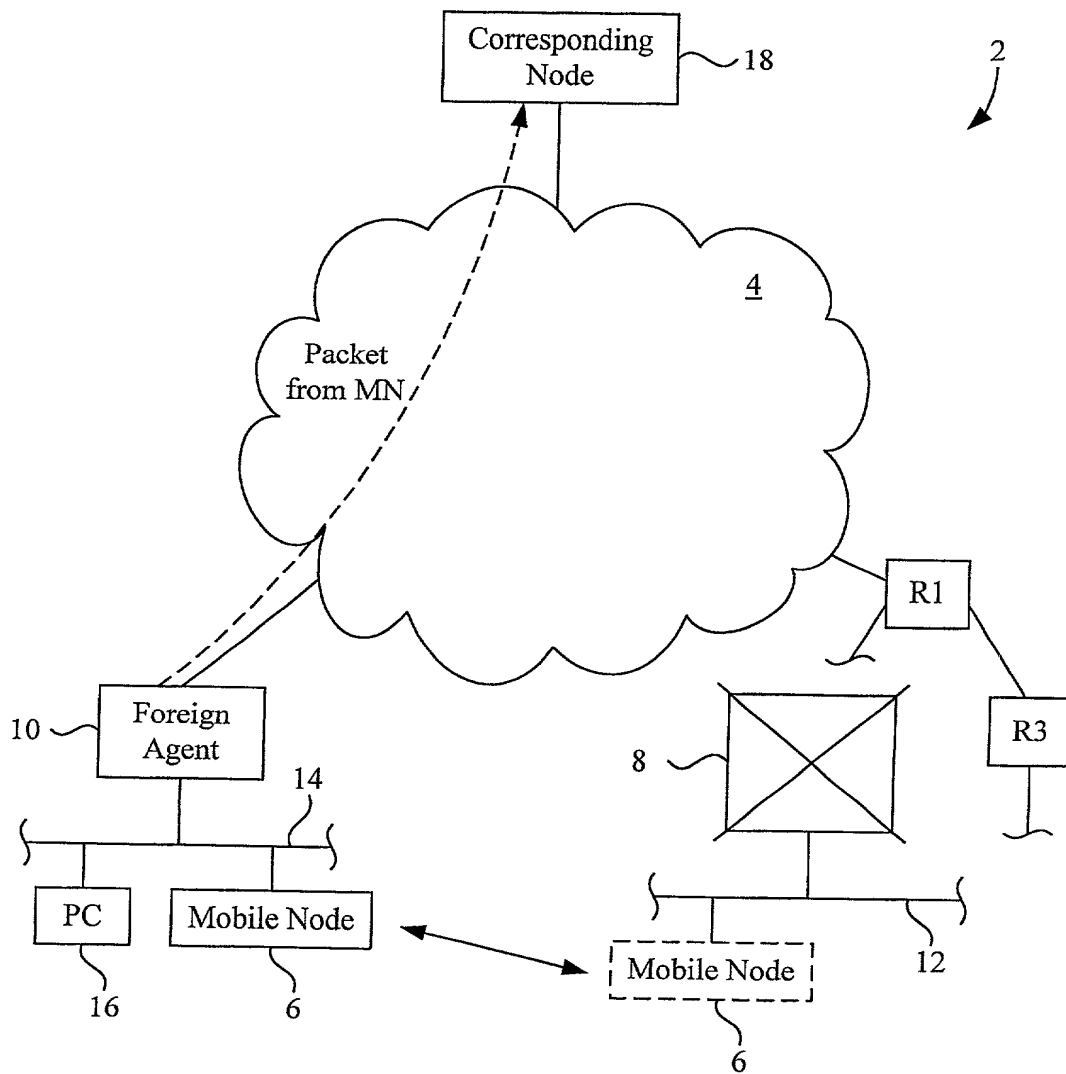 Corresponding
Node
18
2
4
Packet
from MN
R1
10
Foreign
Agent
8
R3
14
PC
Mobile Node
Mobile Node
12
16
6
6